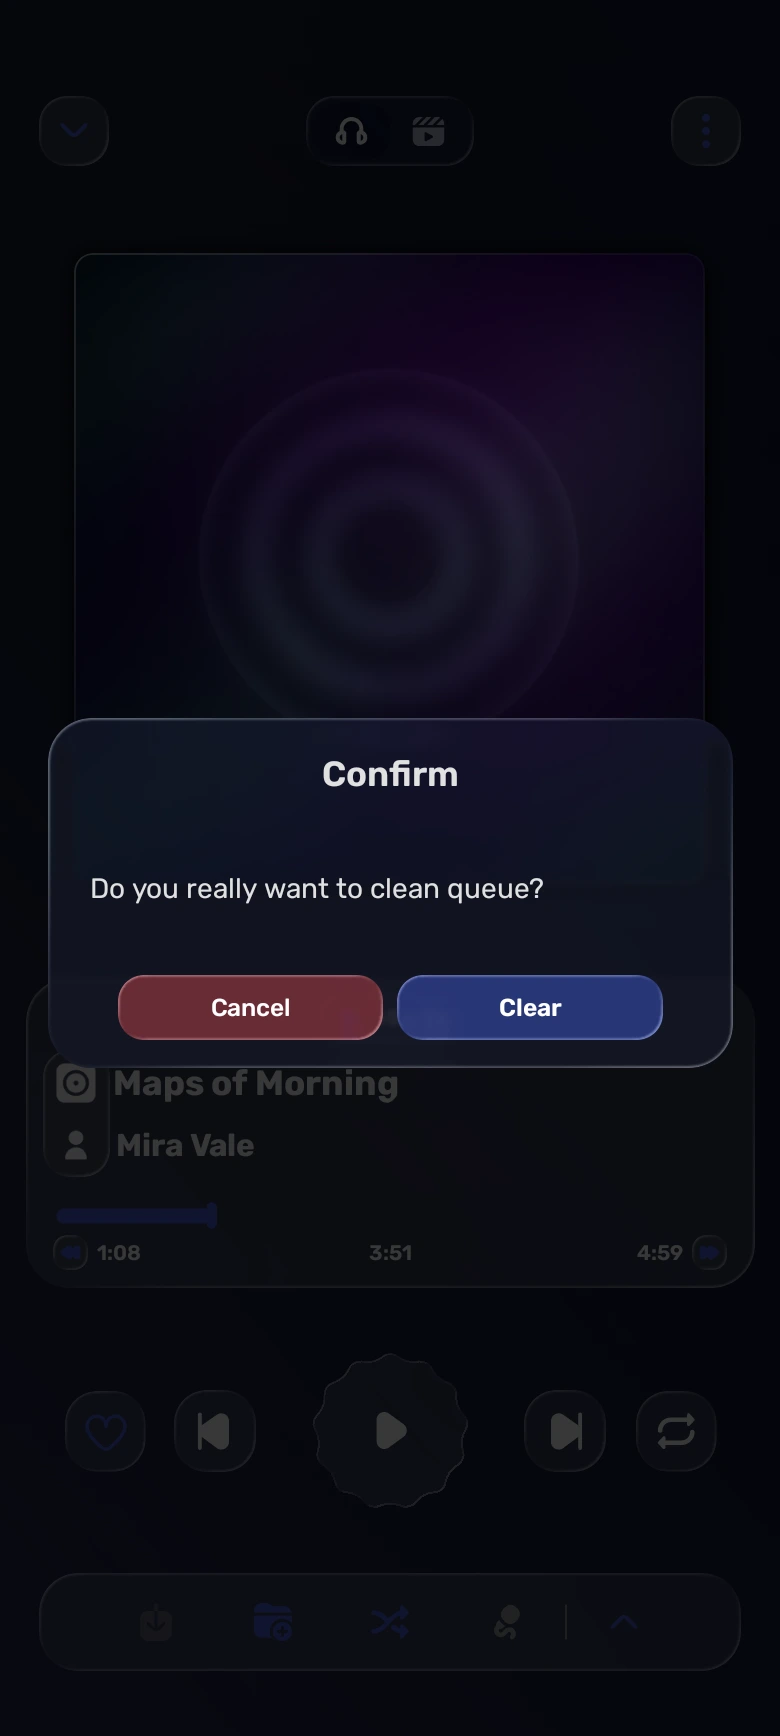 Confirm
Do you really want to clean queue?
Cancel
Clear
Maps of Morning
Mira Vale
1:08
3:51
4:59